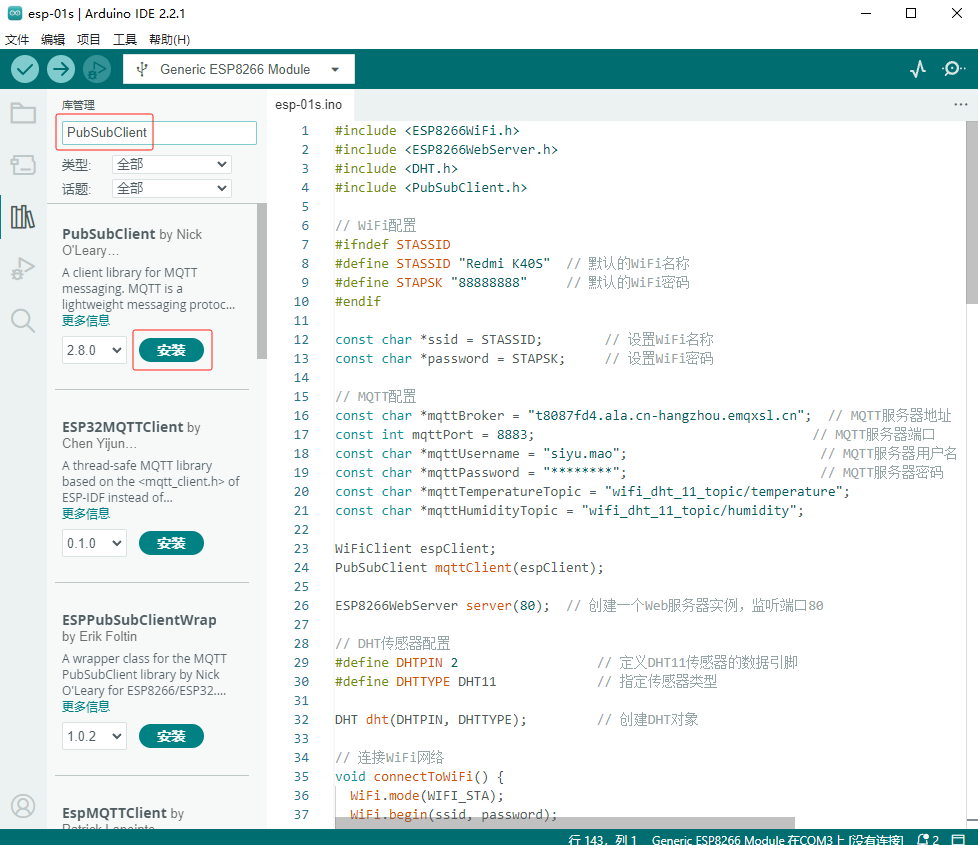 esp-01s | Arduino IDE 2.2.1
文件 编辑 项目 工具 帮助(H)
Generic ESP8266 Module
库管理
PubSubClient
类型: 全部
话题: 全部
PubSubClient by Nick
O'Leary…
A client library for MQTT
messaging. MQTT is a
lightweight messaging protoc...
更多信息
2.8.0 安装
ESP32MQTTClient by
Chen Yijun…
A thread-safe MQTT library
based on the <mqtt_client.h> of
ESP-IDF instead of...
更多信息
0.1.0 安装
ESPPubSubClientWrap
by Erik Foltin
A wrapper class for the MQTT
PubSubClient library by Nick
O'Leary for ESP8266/ESP32....
更多信息
1.0.2 安装
EspMQTTClient by
esp-01s.ino
1 #include <ESP8266WiFi.h>
2 #include <ESP8266WebServer.h>
3 #include <DHT.h>
4 #include <PubSubClient.h>
5
6 // WiFi配置
7 #ifndef STASSID
8 #define STASSID "Redmi K40S"  // 默认的WiFi名称
9 #define STAPSK "88888888"     // 默认的WiFi密码
10 #endif
11
12 const char *ssid = STASSID;        // 设置WiFi名称
13 const char *password = STAPSK;     // 设置WiFi密码
14
15 // MQTT配置
16 const char *mqttBroker = "t8087fd4.ala.cn-hangzhou.emqxsl.cn";  // MQTT服务器地址
17 const int mqttPort = 8883;                                    // MQTT服务器端口
18 const char *mqttUsername = "siyu.mao";                         // MQTT服务器用户名
19 const char *mqttPassword = "********";                         // MQTT服务器密码
20 const char *mqttTemperatureTopic = "wifi_dht_11_topic/temperature";
21 const char *mqttHumidityTopic = "wifi_dht_11_topic/humidity";
22
23 WiFiClient espClient;
24 PubSubClient mqttClient(espClient);
25
26 ESP8266WebServer server(80);  // 创建一个Web服务器实例，监听端口80
27
28 // DHT传感器配置
29 #define DHTPIN 2                  // 定义DHT11传感器的数据引脚
30 #define DHTTYPE DHT11             // 指定传感器类型
31
32 DHT dht(DHTPIN, DHTTYPE);         // 创建DHT对象
33
34 // 连接WiFi网络
35 void connectToWiFi() {
36   WiFi.mode(WIFI_STA);
37   WiFi.begin(ssid, password);
行 143，列 1 Generic ESP8266 Module 在COM3上 [没有连接] 2